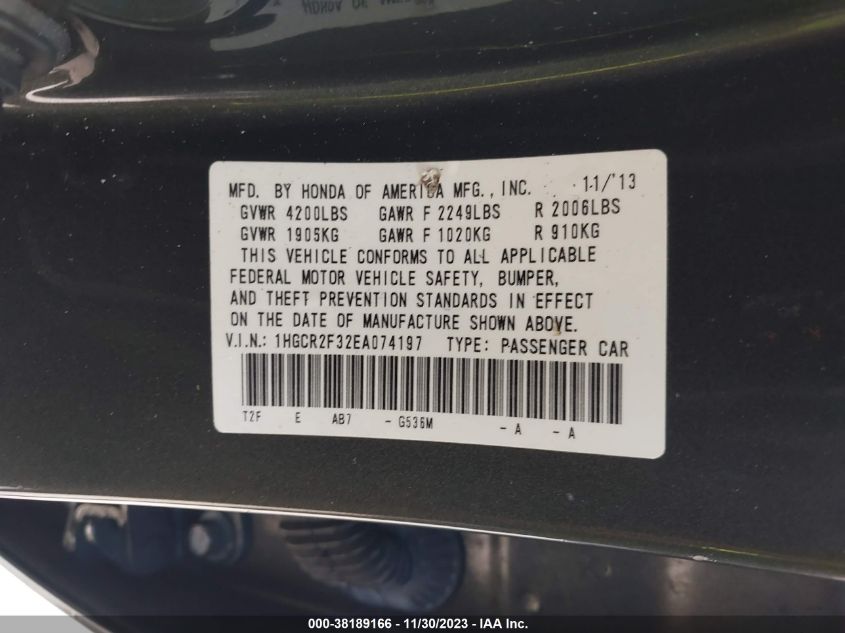 MFD. BY HONDA OF AMERICA MFG., INC. 11/'13
GVWR 4200LBS GAWR F 2249LBS R 2006LBS
GVWR 1905KG GAWR F 1020KG R 910KG
THIS VEHICLE CONFORMS TO ALL APPLICABLE
FEDERAL MOTOR VEHICLE SAFETY, BUMPER,
AND THEFT PREVENTION STANDARDS IN EFFECT
ON THE DATE OF MANUFACTURE SHOWN ABOVE.
V.I.N.: 1HGCR2F32EA074197 TYPE: PASSENGER CAR
T2F E AB7 - G536M - A - A
000-38189166 - 11/30/2023 - IAA Inc.